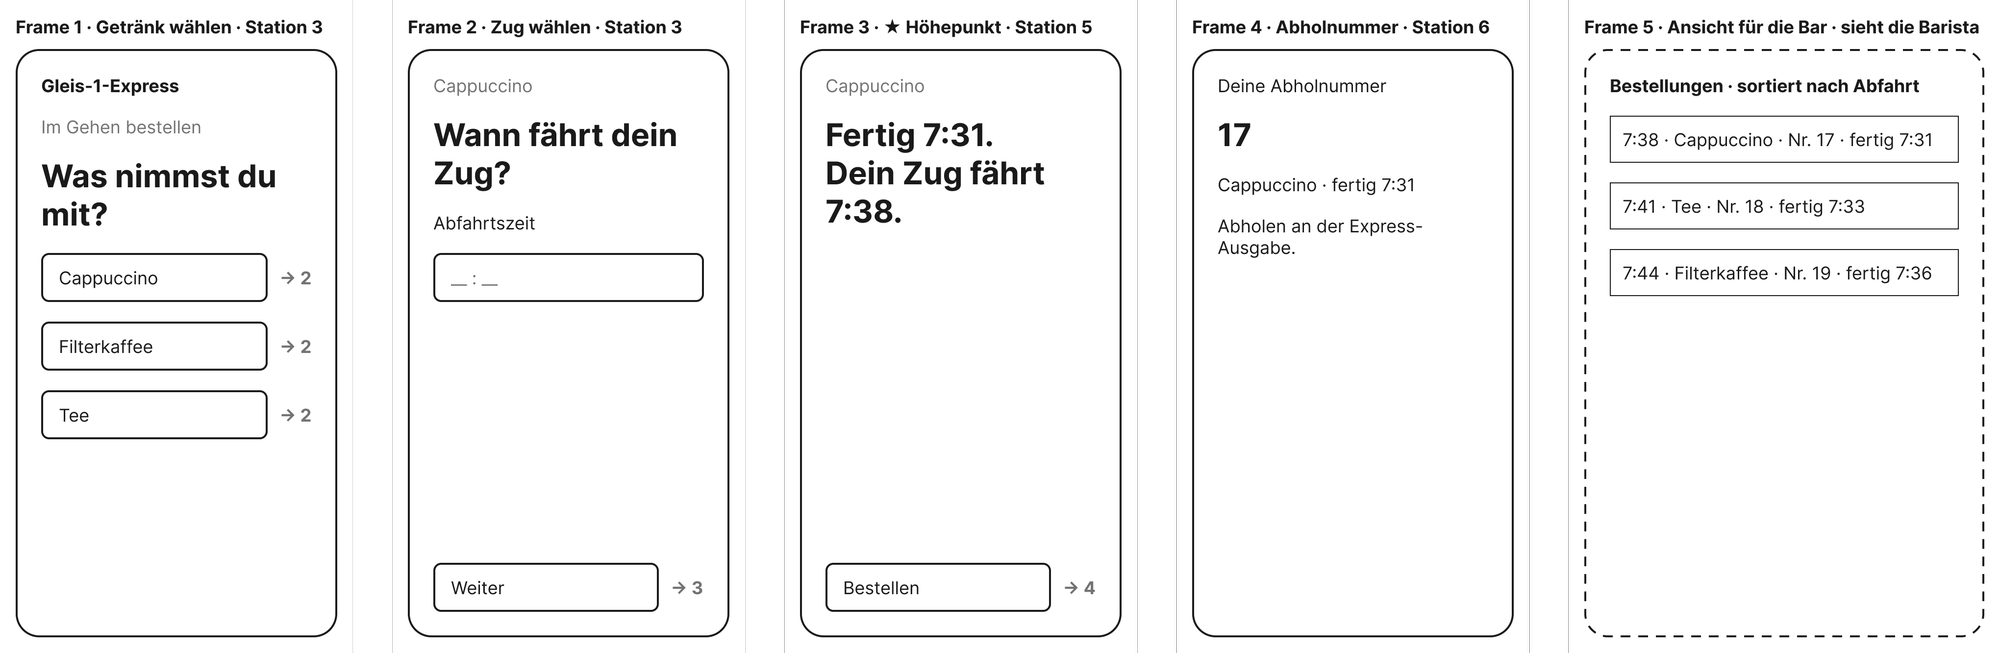 Frame 1 · Getränk wählen · Station 3
Gleis-1-Express
Im Gehen bestellen
Was nimmst du
mit?
Cappuccino
→ 2
Filterkaffee
→ 2
Tee
→ 2
Frame 2 · Zug wählen · Station 3
Cappuccino
Wann fährt dein
Zug?
Abfahrtszeit
__ : __
Weiter
→ 3
Frame 3 · ★ Höhepunkt · Station 5
Cappuccino
Fertig 7:31.
Dein Zug fährt
7:38.
Bestellen
→ 4
Frame 4 · Abholnummer · Station 6
Deine Abholnummer
17
Cappuccino · fertig 7:31
Abholen an der Express-
Ausgabe.
Frame 5 · Ansicht für die Bar · sieht die Barista
Bestellungen · sortiert nach Abfahrt
7:38 · Cappuccino · Nr. 17 · fertig 7:31
7:41 · Tee · Nr. 18 · fertig 7:33
7:44 · Filterkaffee · Nr. 19 · fertig 7:36